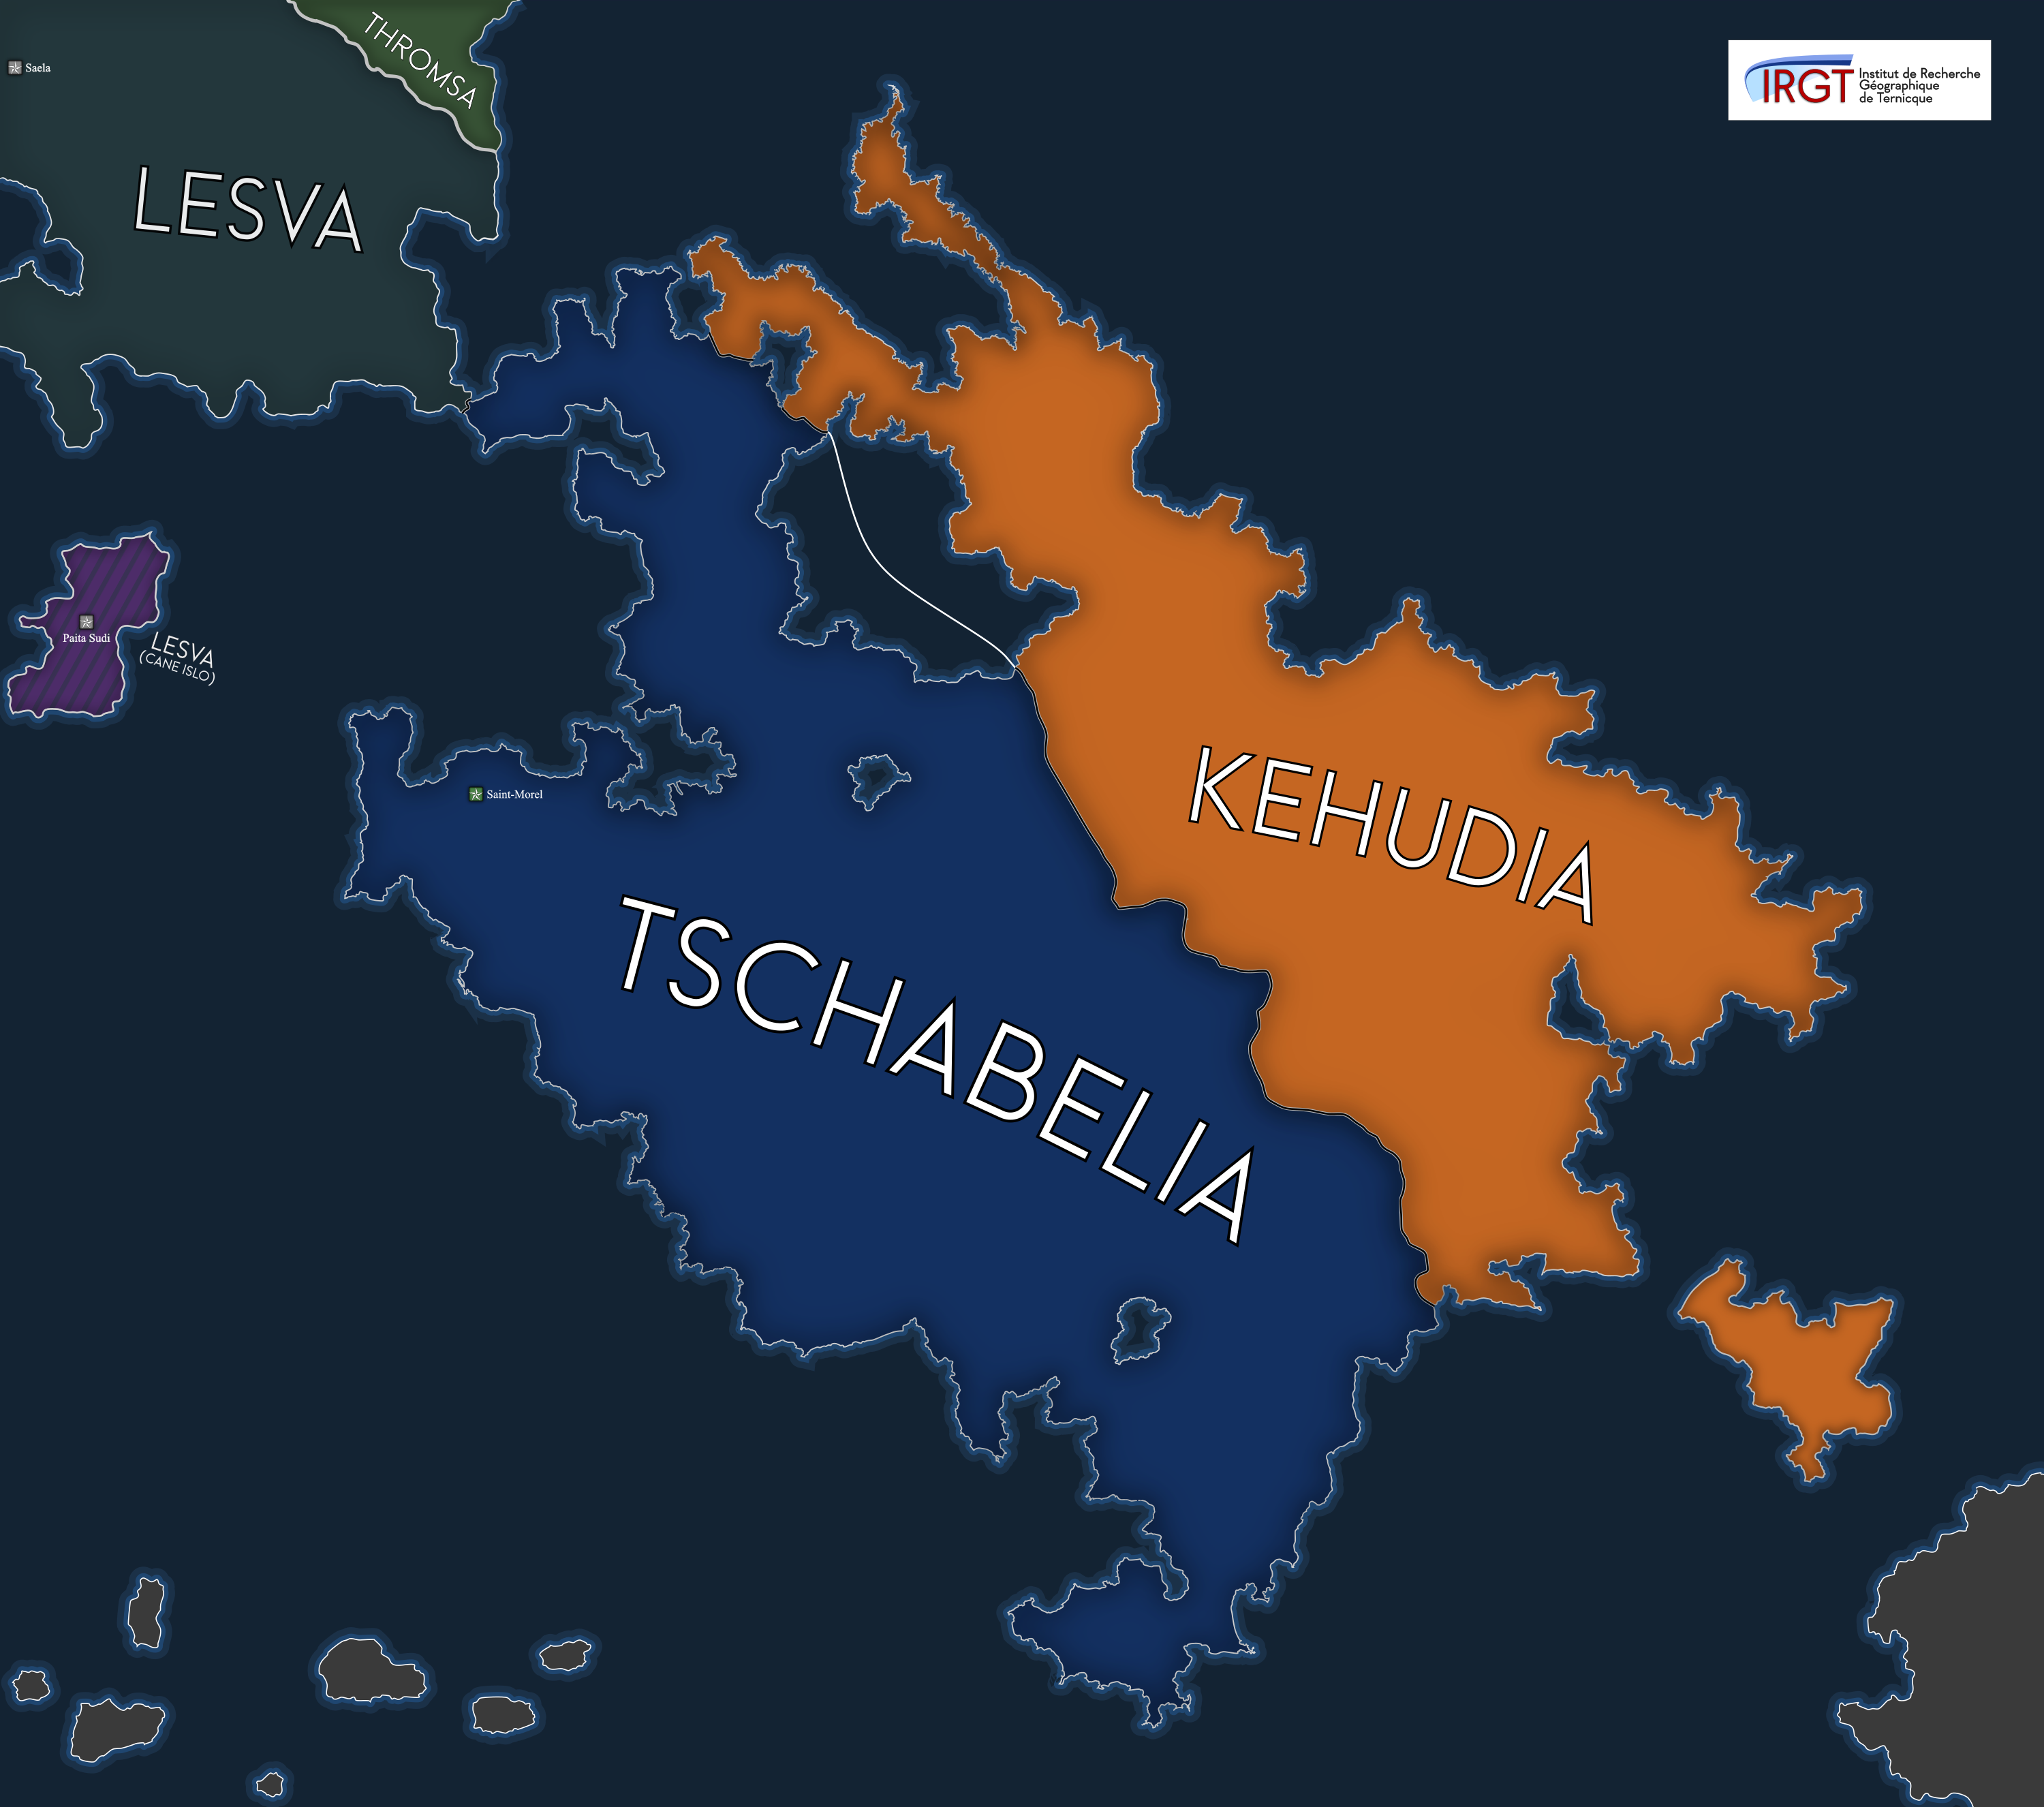 THROMSA
Saela
IRGT
Institut de Recherche
Géographique
de Ternicque
LESVA
Paita Sudi
LESVA
(CANE ISLO)
Saint-Morel
KEHUDIA
TSCHABELIA